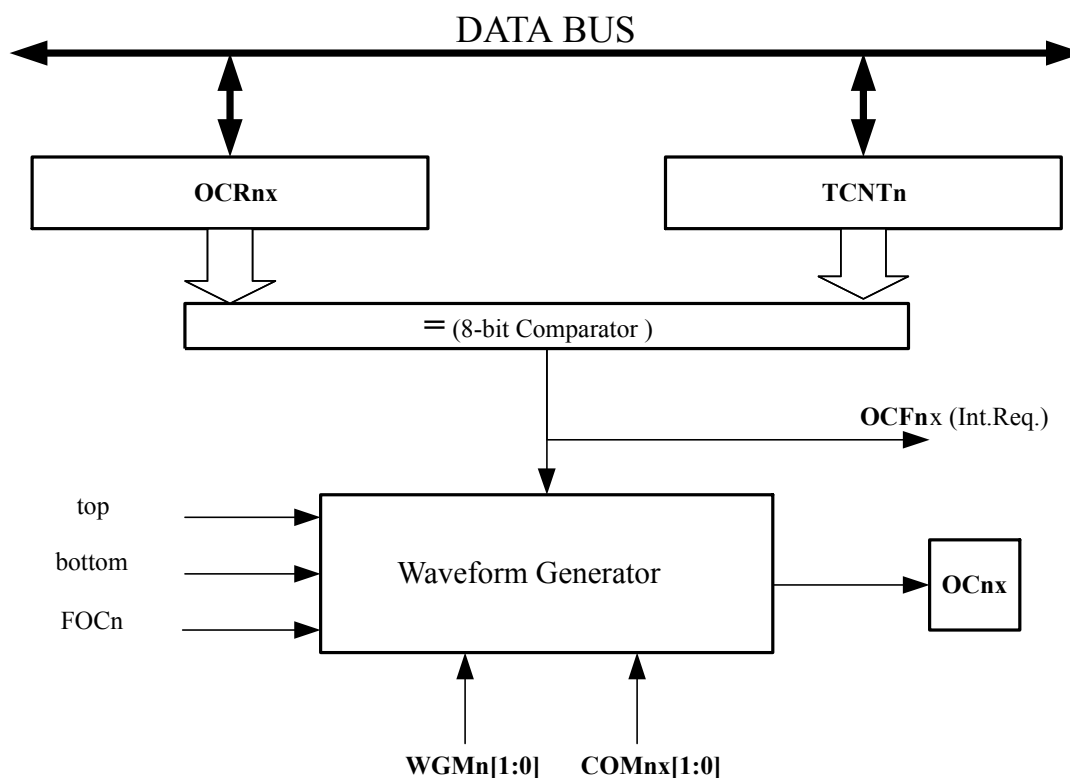 DATA BUS
OCRnx
TCNTn
= (8-bit Comparator )
OCFnx (Int.Req.)
top
bottom
FOCn
Waveform Generator
OCnx
WGMn[1:0]
COMnx[1:0]